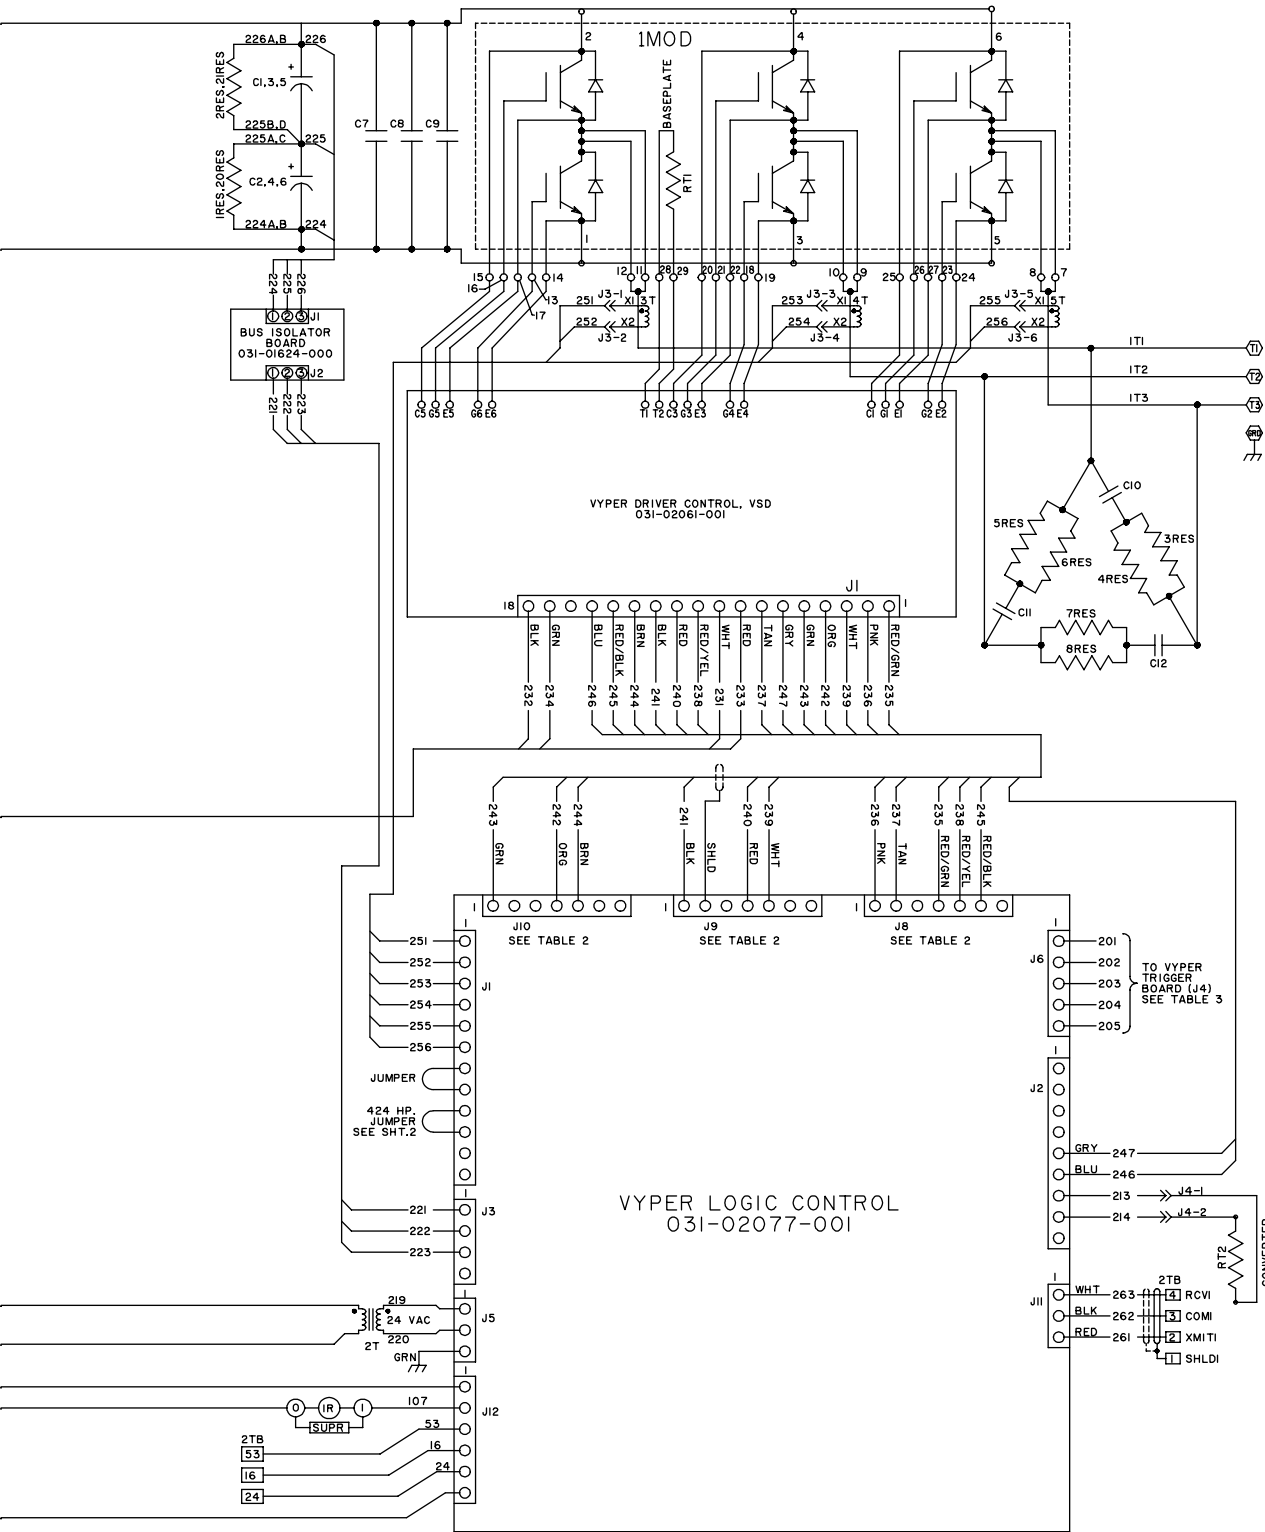 226A,B 226
C1,3,5
+
2RES,21RES
225B,D
225A,C 225
+
C2,4,6
1RES,20RES
224A,B 224
C7 C8 C9
1MOD
2 4 6
BASEPLATE
RT1
1 3 5
15 16 17 13 14 12 11 28 29 20 21 22 18 19 10 9 25 26 27 23 24 8 7
224 225 226
1 2 3 J1
BUS ISOLATOR
BOARD
031-01624-000
1 2 3 J2
221 222 223
251 J3-1 X1 3T
252 X2
J3-2
253 J3-3 X1 4T
254 X2
J3-4
255 J3-5 X1 5T
256 X2
J3-6
1T1 T1
1T2 T2
1T3 T3
GRD
C5 G5 E5 G6 E6 T1 T2 C3 G3 E3 G4 E4 C1 G1 E1 G2 E2
VYPER DRIVER CONTROL, VSD
031-02061-001
J1
18 1
BLK GRN BLU RED/BLK BRN BLK RED RED/YEL WHT RED TAN GRY GRN ORG WHT PNK RED/GRN
232 234 246 245 244 241 240 238 231 233 237 247 243 242 239 236 235
C10
5RES
6RES
3RES
4RES
C11
7RES
8RES
C12
243 242 244 241 240 239 236 237 235 238 245
GRN ORG BRN BLK SHLD RED WHT PNK TAN RED/GRN RED/YEL RED/BLK
1 1 1
J10
SEE TABLE 2
J9
SEE TABLE 2
J8
SEE TABLE 2
1
251
252
253
254
255
256
J1
JUMPER
424 HP.
JUMPER
SEE SHT.2
1
221
222
223
J3
1
219
24 VAC
220
2T
GRN
J5
1
J12
0 1R 1
SUPR
107
2TB
53 53
16 16
24 24
VYPER LOGIC CONTROL
031-02077-001
1
J6
201
202
203
204
205
TO VYPER
TRIGGER
BOARD (J4)
SEE TABLE 3
1
J2
GRY 247
BLU 246
213 J4-1
214 J4-2
RT2
1
J11
2TB
WHT 263 4 RCV1
BLK 262 3 COM1
RED 261 2 XMIT1
1 SHLD1